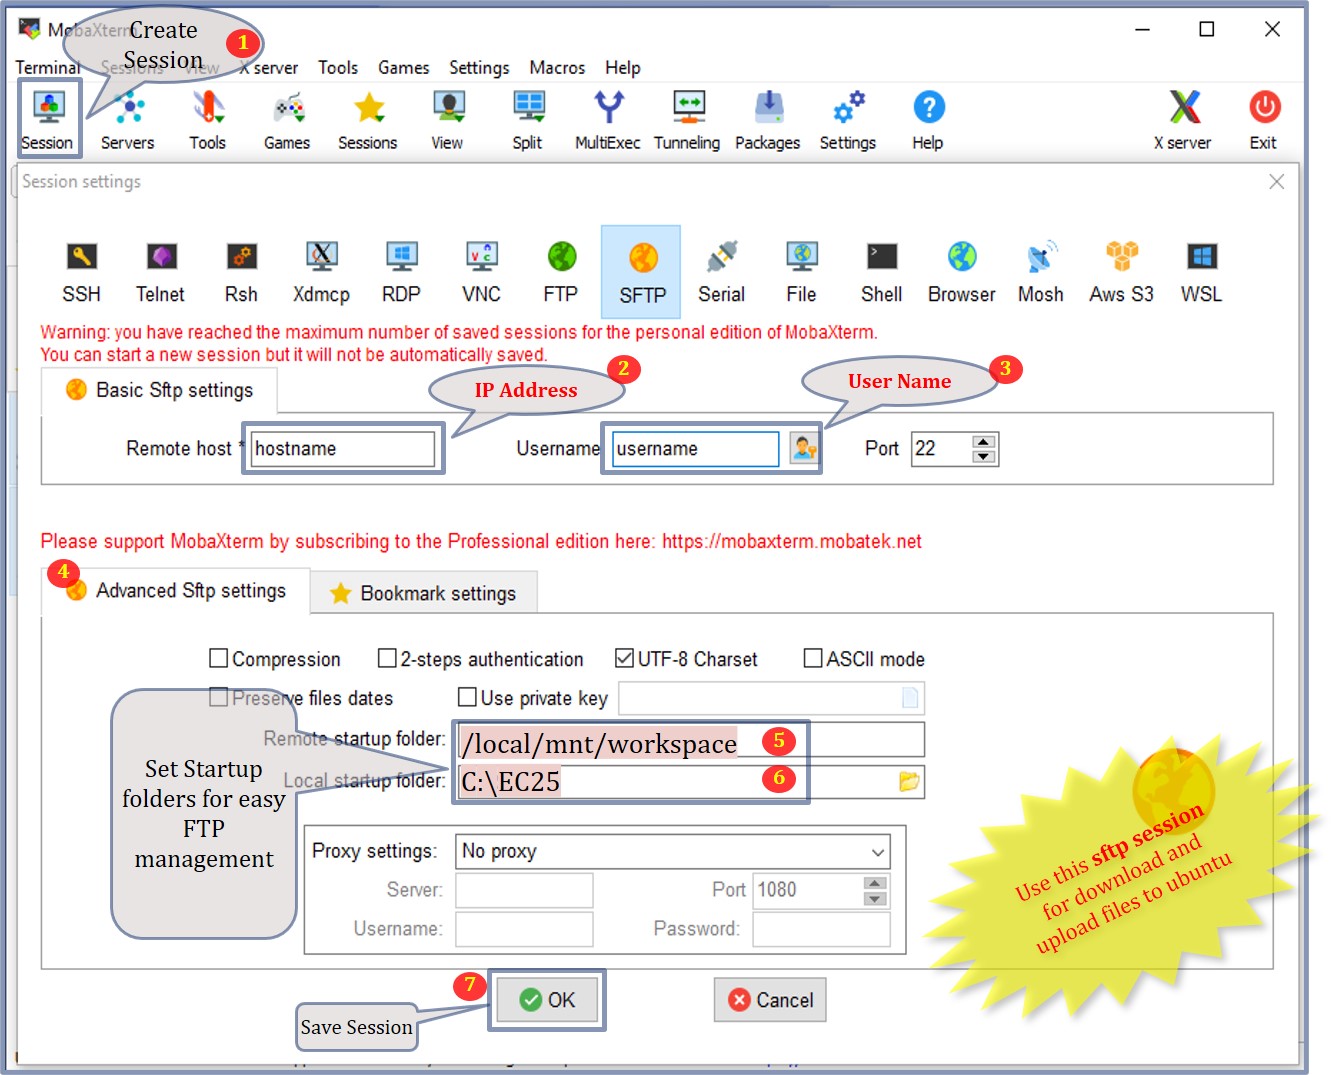 MobaXterm
Create
Session
1
Terminal Sessions View X server Tools Games Settings Macros Help
Session Servers Tools Games Sessions View Split MultiExec Tunneling Packages Settings Help X server Exit
Session settings
SSH Telnet Rsh Xdmcp RDP VNC FTP SFTP Serial File Shell Browser Mosh Aws S3 WSL
Warning: you have reached the maximum number of saved sessions for the personal edition of MobaXterm.
You can start a new session but it will not be automatically saved.
Basic Sftp settings
IP Address
2
User Name
3
Remote host * hostname Username username Port 22
Please support MobaXterm by subscribing to the Professional edition here: https://mobaxterm.mobatek.net
4
Advanced Sftp settings Bookmark settings
Compression 2-steps authentication UTF-8 Charset ASCII mode
Preserve files dates Use private key
Remote startup folder: /local/mnt/workspace 5
Local startup folder: C:\EC25 6
Set Startup
folders for easy
FTP
management
Proxy settings: No proxy
Server: Port 1080
Username: Password:
Use this sftp session
for download and
upload files to ubuntu
7
OK Cancel
Save Session